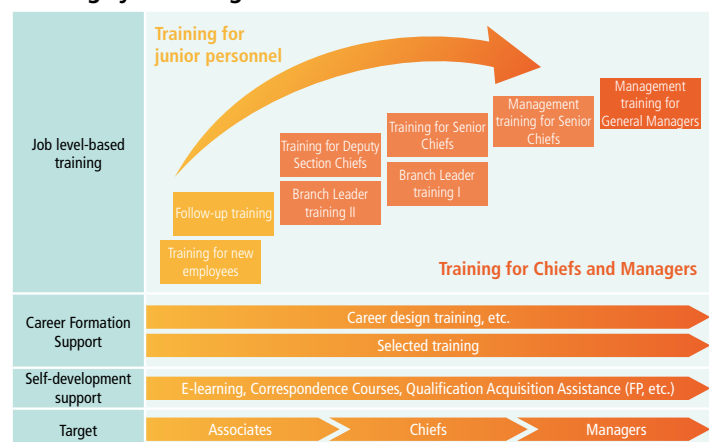 Training for
junior personnel
Management
training for
General Managers
Management
training for Senior
Chiefs
Training for Senior
Chiefs
Training for Deputy
Section Chiefs
Job level-based
training
Branch Leader
training I
Branch Leader
training II
Follow-up training
Training for new
employees
Training for Chiefs and Managers
Career Formation
Support
Career design training, etc.
Selected training
Self-development
support
E-learning, Correspondence Courses, Qualification Acquisition Assistance (FP, etc.)
Target
Associates
Chiefs
Managers